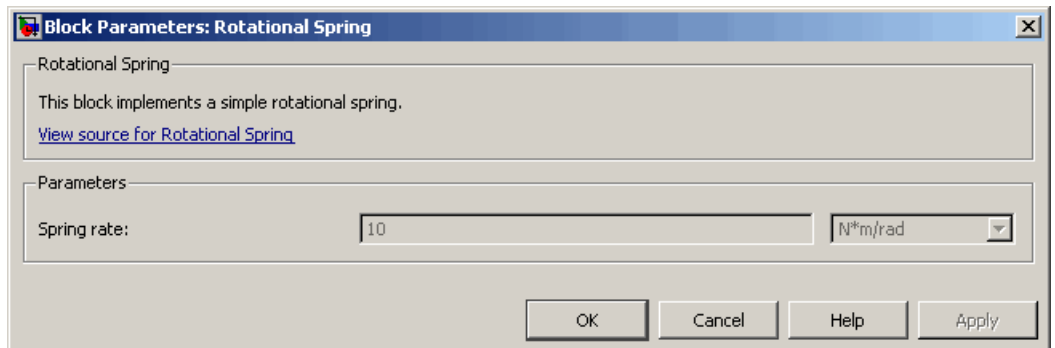 Block Parameters: Rotational Spring
Rotational Spring
This block implements a simple rotational spring.
View source for Rotational Spring
Parameters
Spring rate: 10 N*m/rad
OK Cancel Help Apply